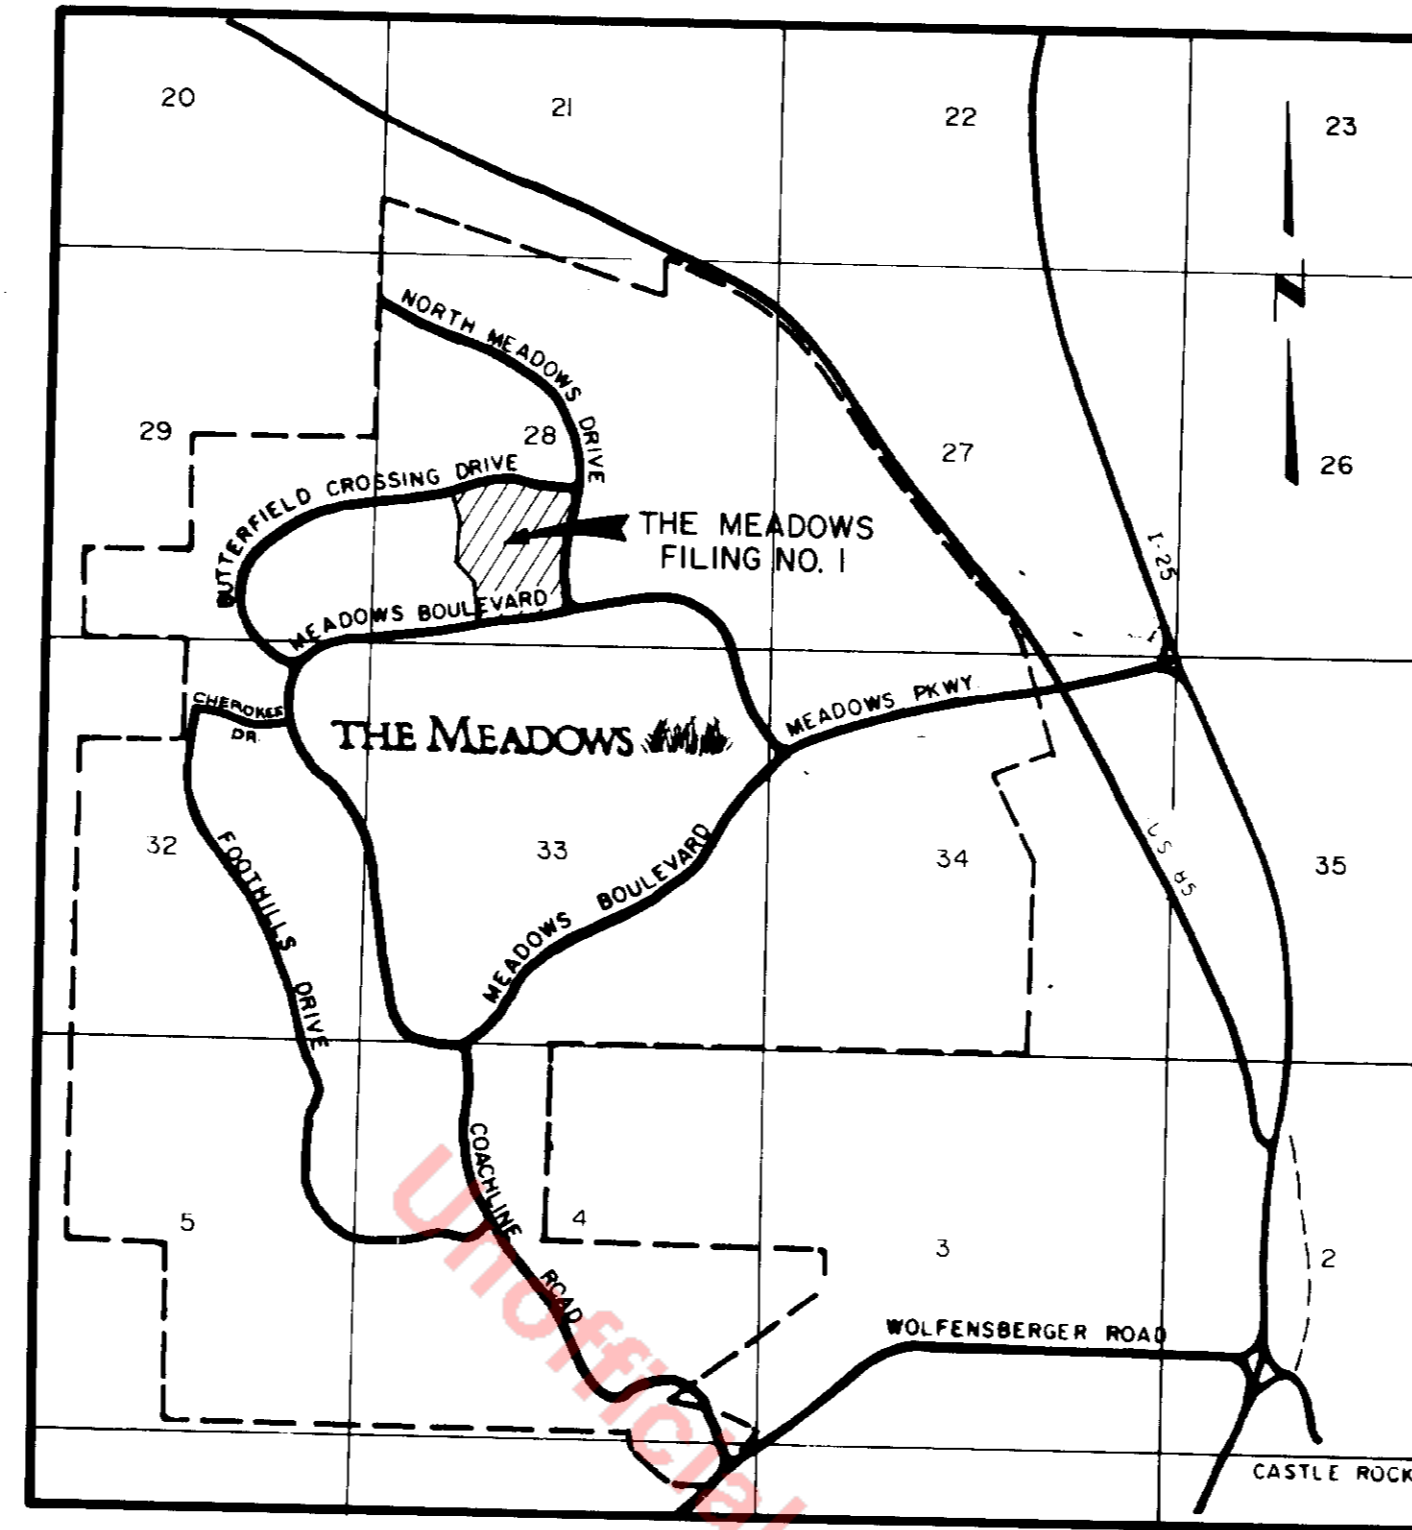 20
21
22
23
N
NORTH MEADOWS DRIVE
29
28
27
26
BUTTERFIELD CROSSING DRIVE
THE MEADOWS
FILING NO. 1
I-25
MEADOWS BOULEVARD
CHEROKEE
DR.
THE MEADOWS
MEADOWS PKWY.
32
33
34
35
FOOTHILLS DRIVE
MEADOWS BOULEVARD
COACHLINE ROAD
5
4
3
2
WOLFENSBERGER ROAD
CASTLE ROCK
Unofficial